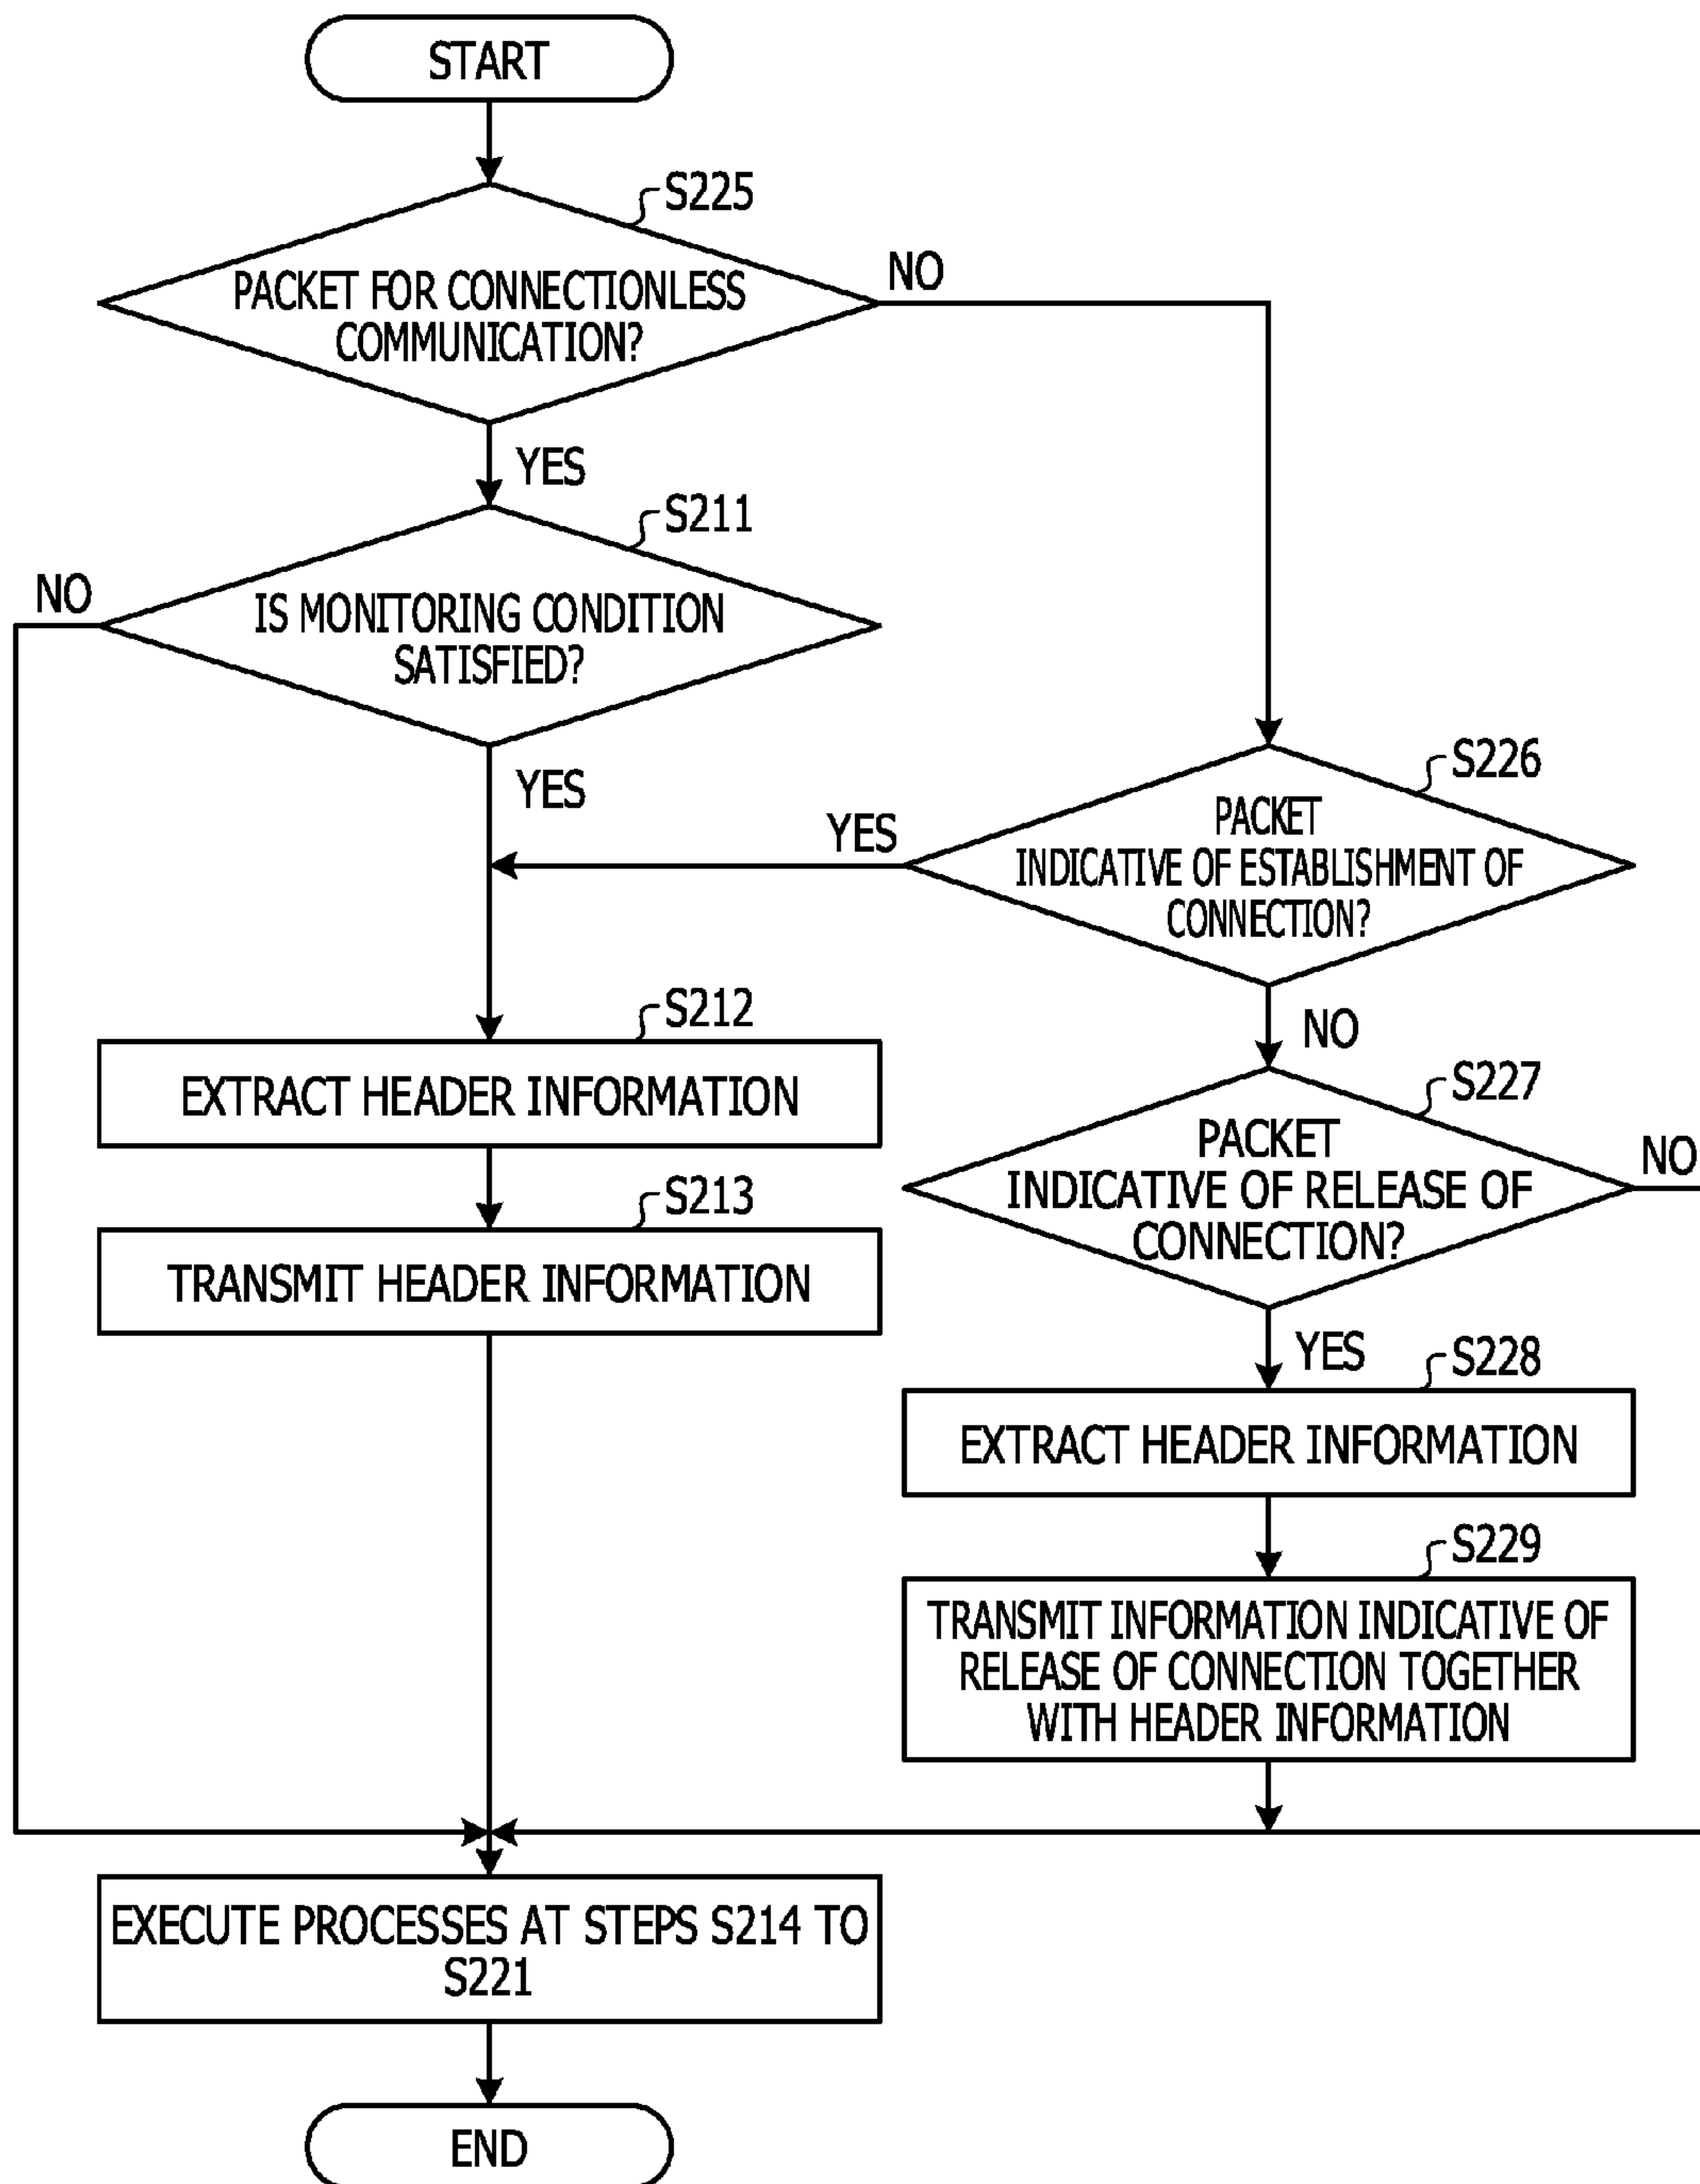 START
S225
PACKET FOR CONNECTIONLESS
COMMUNICATION?
NO
YES
S211
IS MONITORING CONDITION
SATISFIED?
NO
YES
S226
PACKET
INDICATIVE OF ESTABLISHMENT OF
CONNECTION?
YES
NO
S212
EXTRACT HEADER INFORMATION
S213
TRANSMIT HEADER INFORMATION
S227
PACKET
INDICATIVE OF RELEASE OF
CONNECTION?
NO
YES
S228
EXTRACT HEADER INFORMATION
S229
TRANSMIT INFORMATION INDICATIVE OF
RELEASE OF CONNECTION TOGETHER
WITH HEADER INFORMATION
EXECUTE PROCESSES AT STEPS S214 TO
S221
END